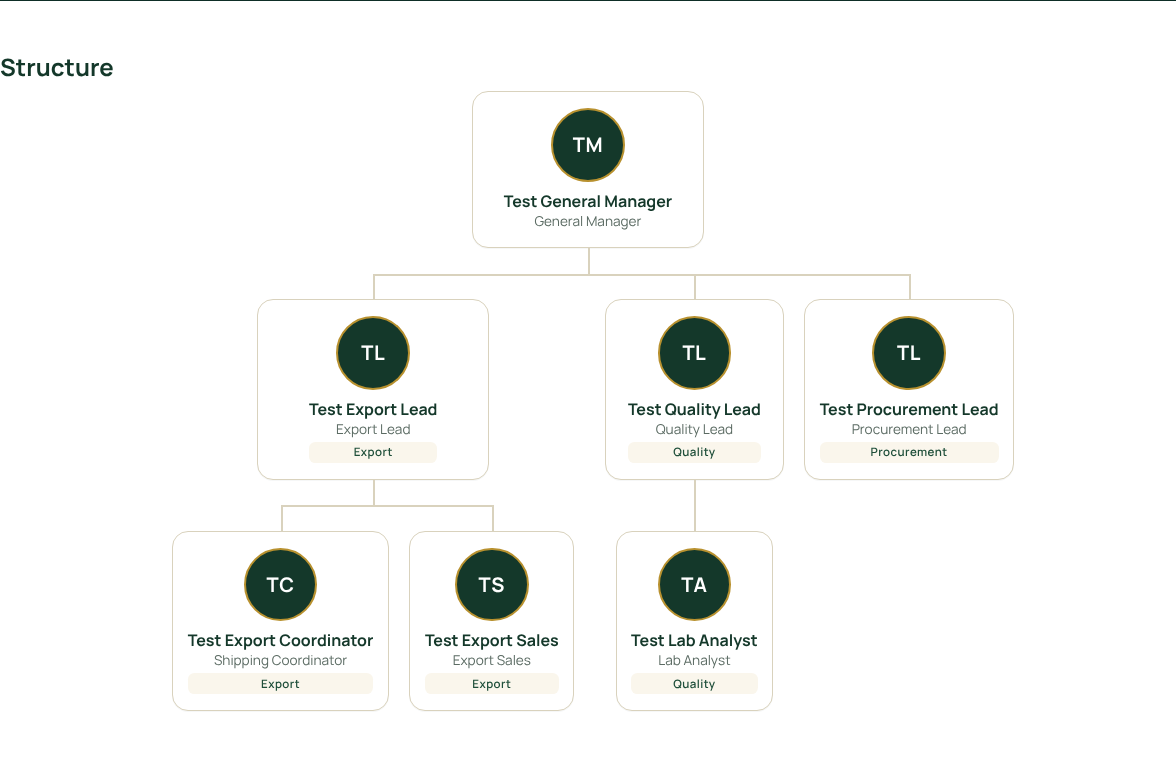 Structure
TM
Test General Manager
General Manager
TL
Test Export Lead
Export Lead
Export
TL
Test Quality Lead
Quality Lead
Quality
TL
Test Procurement Lead
Procurement Lead
Procurement
TC
Test Export Coordinator
Shipping Coordinator
Export
TS
Test Export Sales
Export Sales
Export
TA
Test Lab Analyst
Lab Analyst
Quality